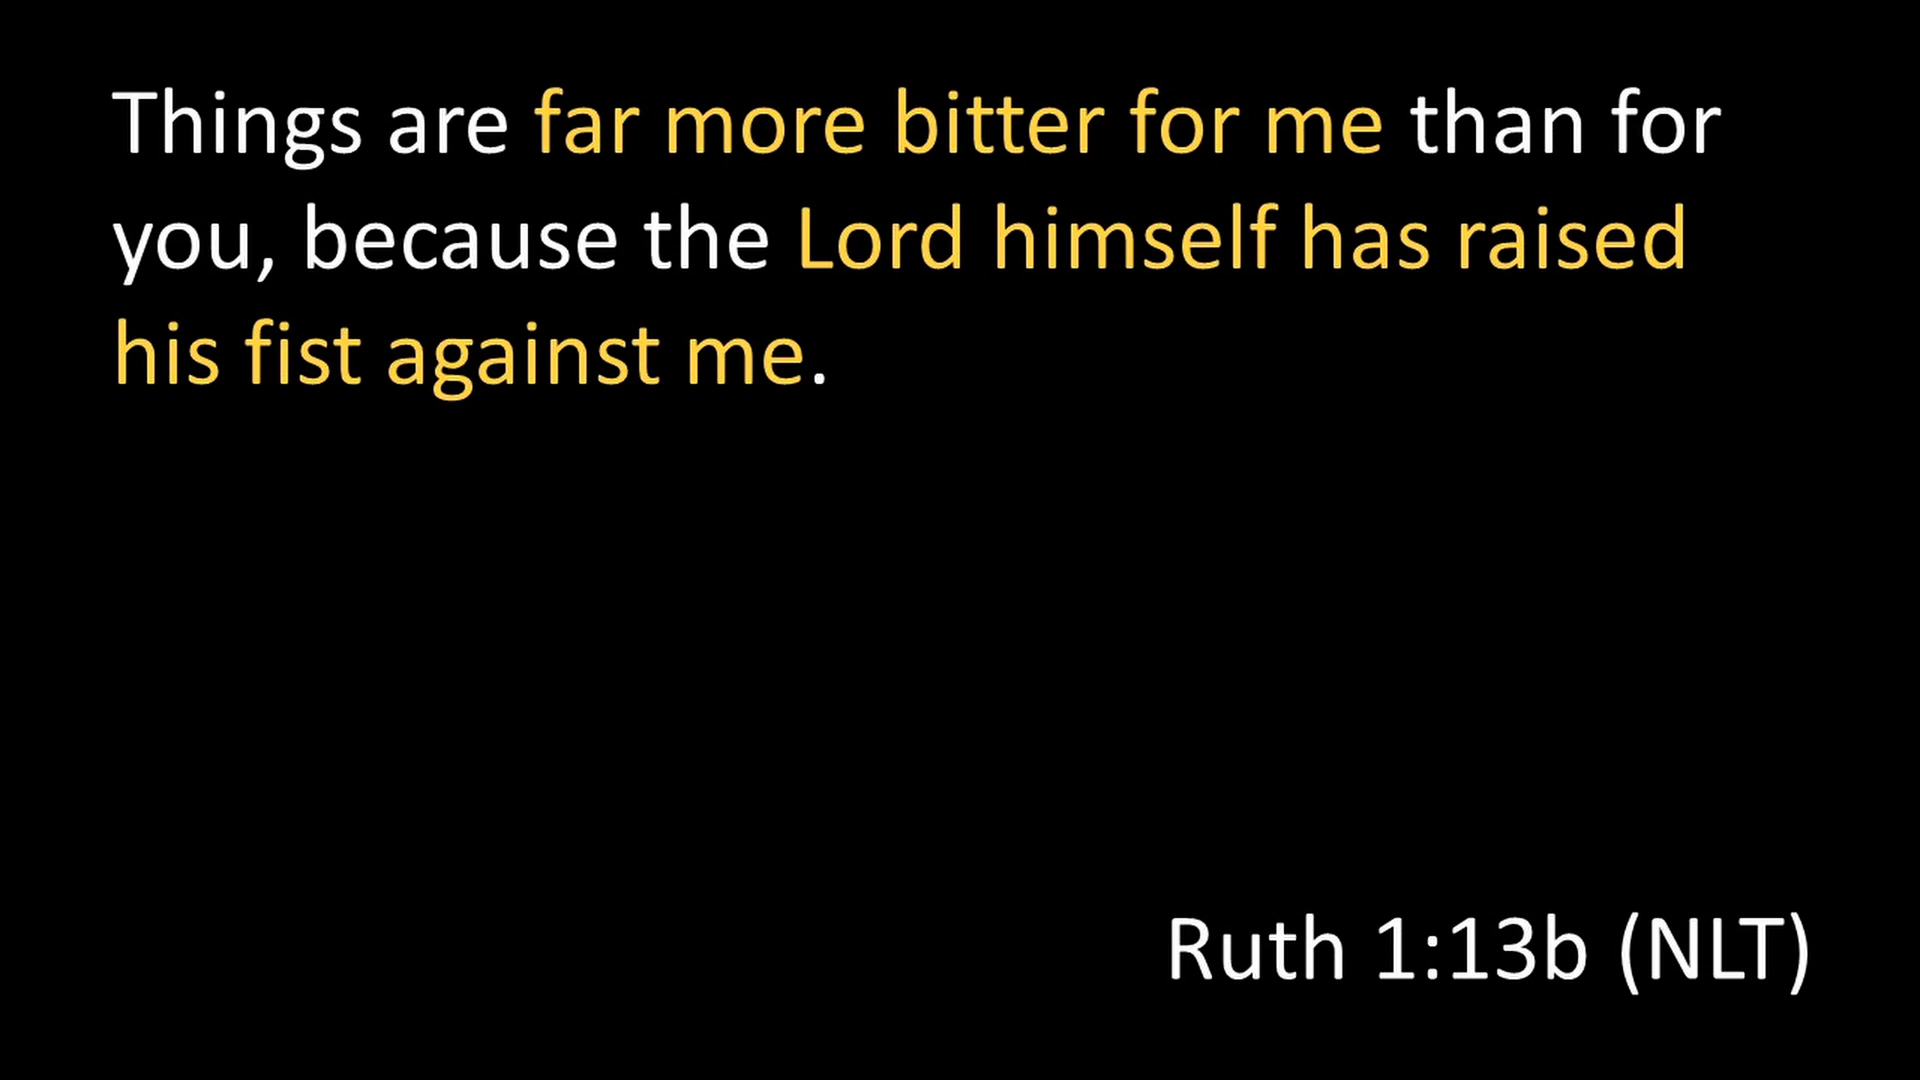 Things are far more bitter for me than for
you, because the Lord himself has raised
his fist against me.
Ruth 1:13b (NLT)